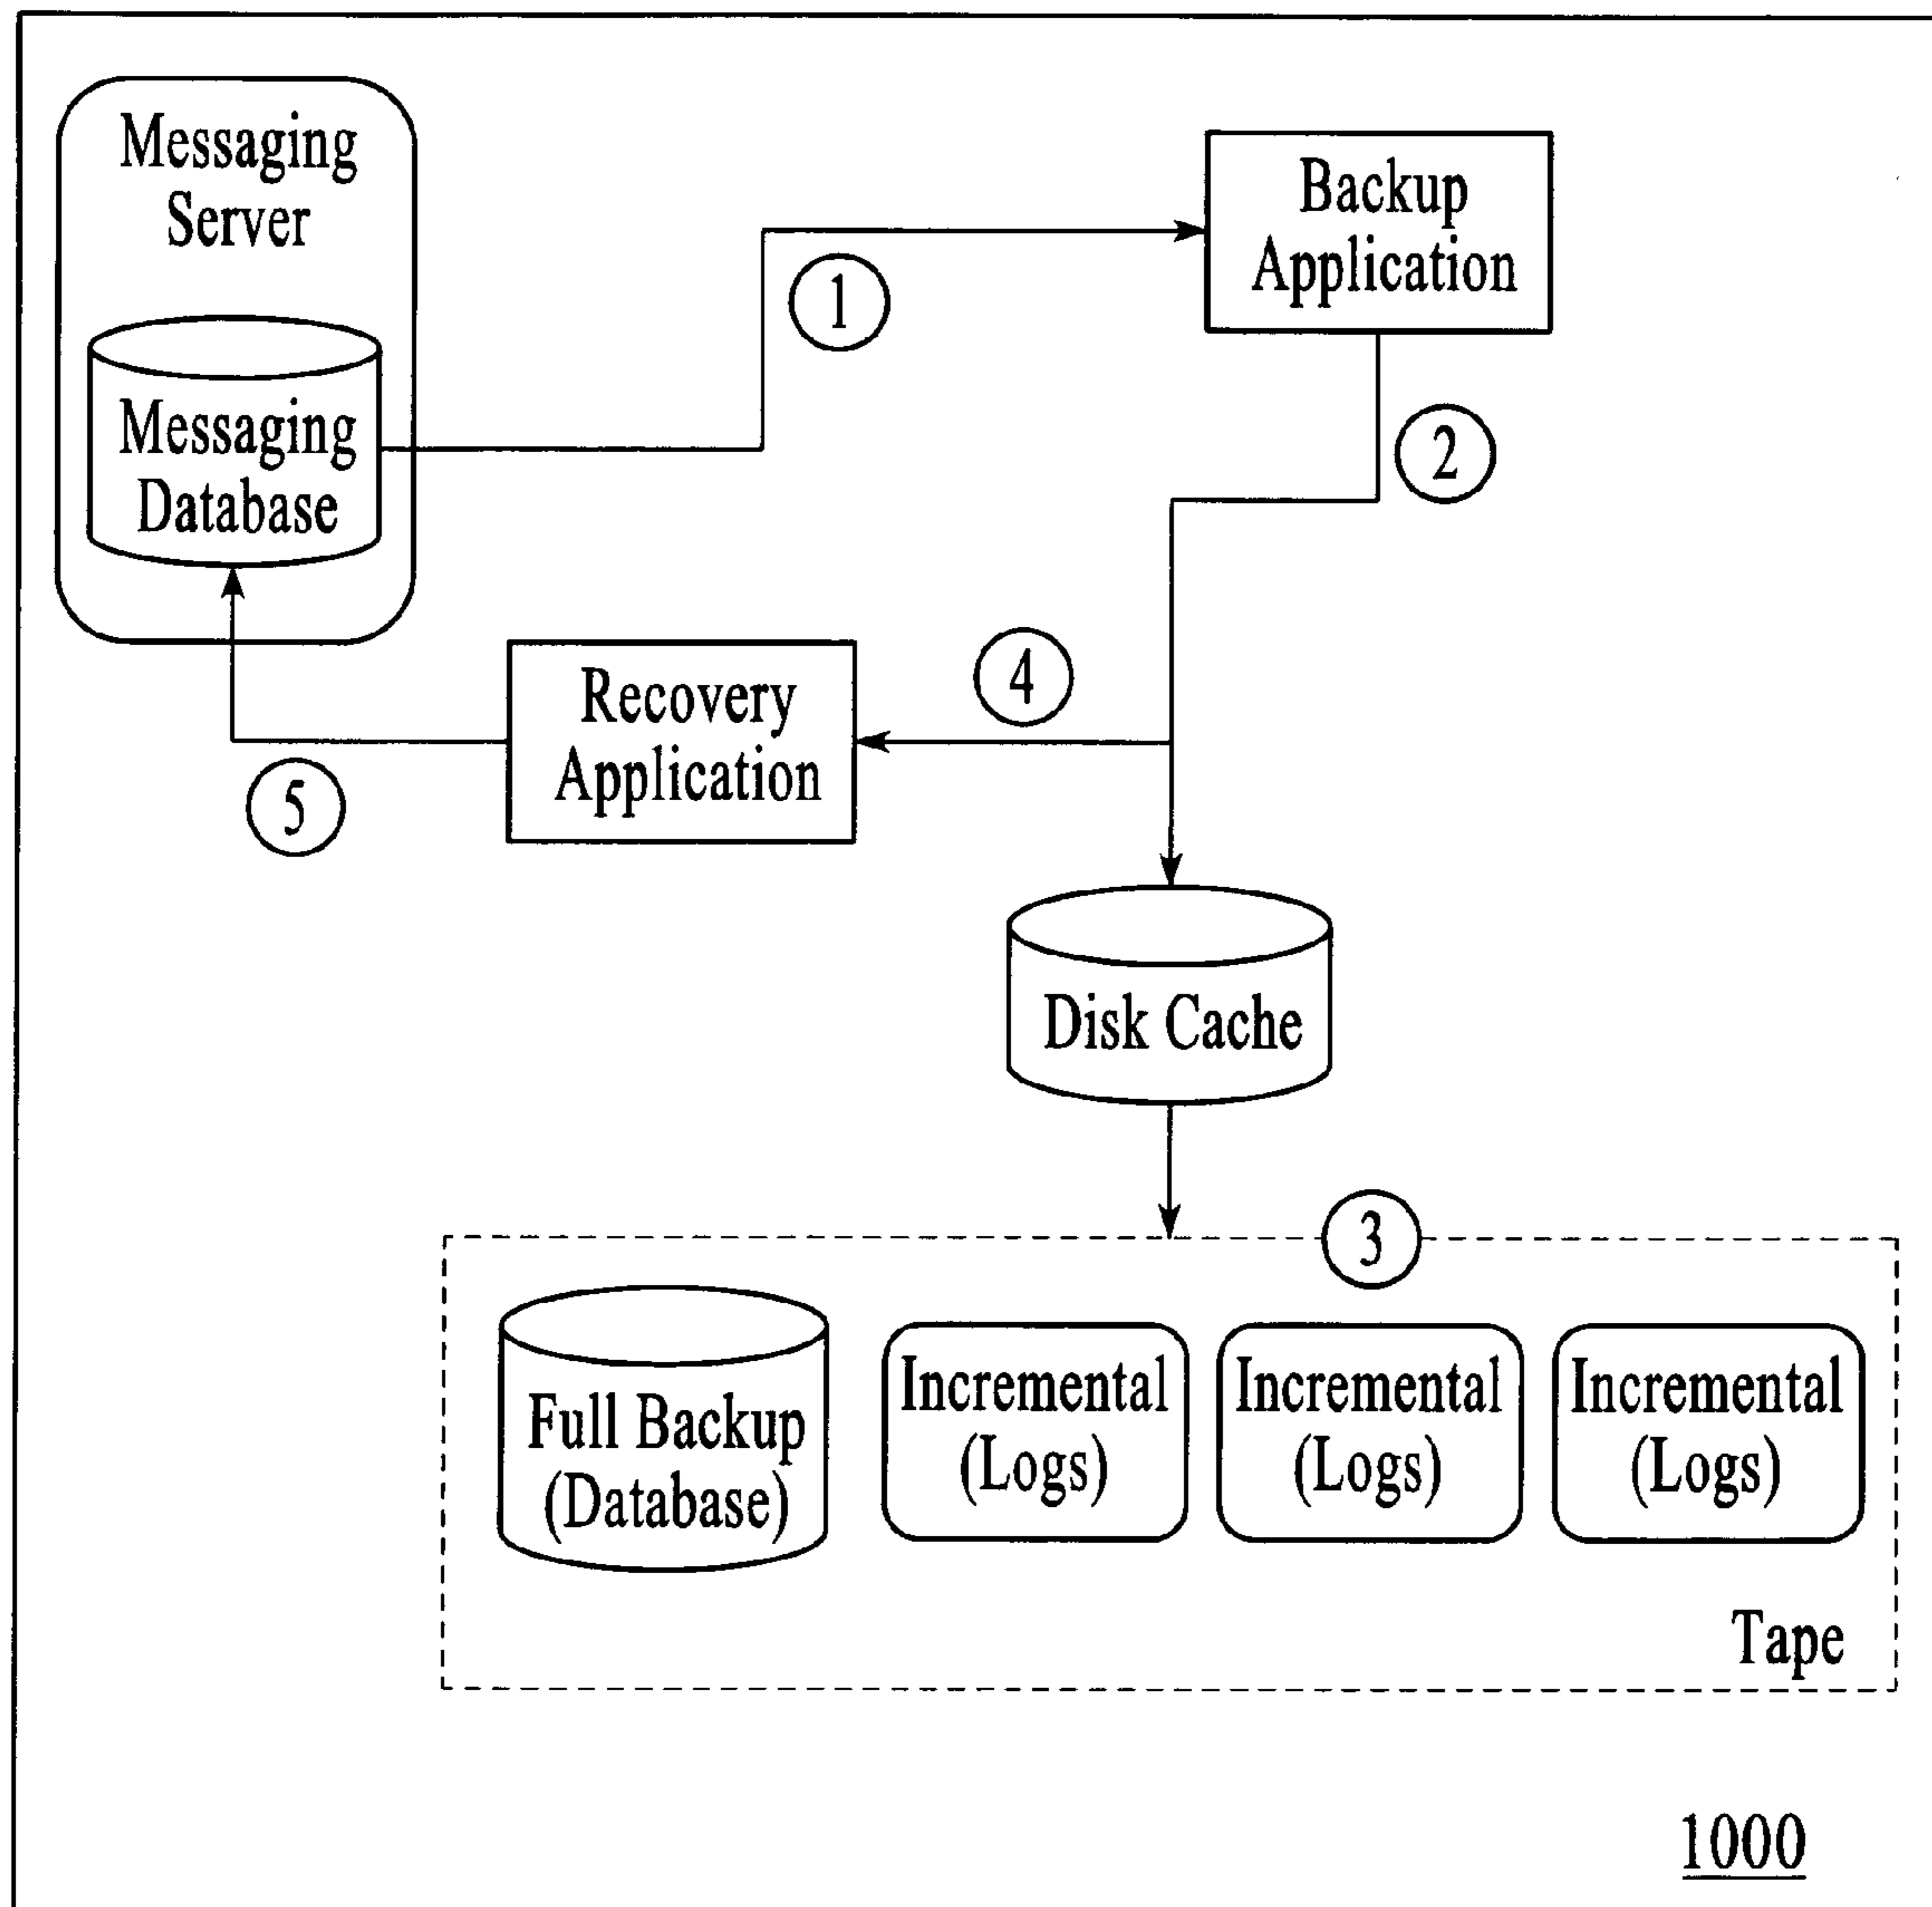 Messaging
Server
Messaging
Database
1
Backup
Application
2
4
Recovery
Application
5
Disk Cache
3
Full Backup
(Database)
Incremental
(Logs)
Incremental
(Logs)
Incremental
(Logs)
Tape
1000